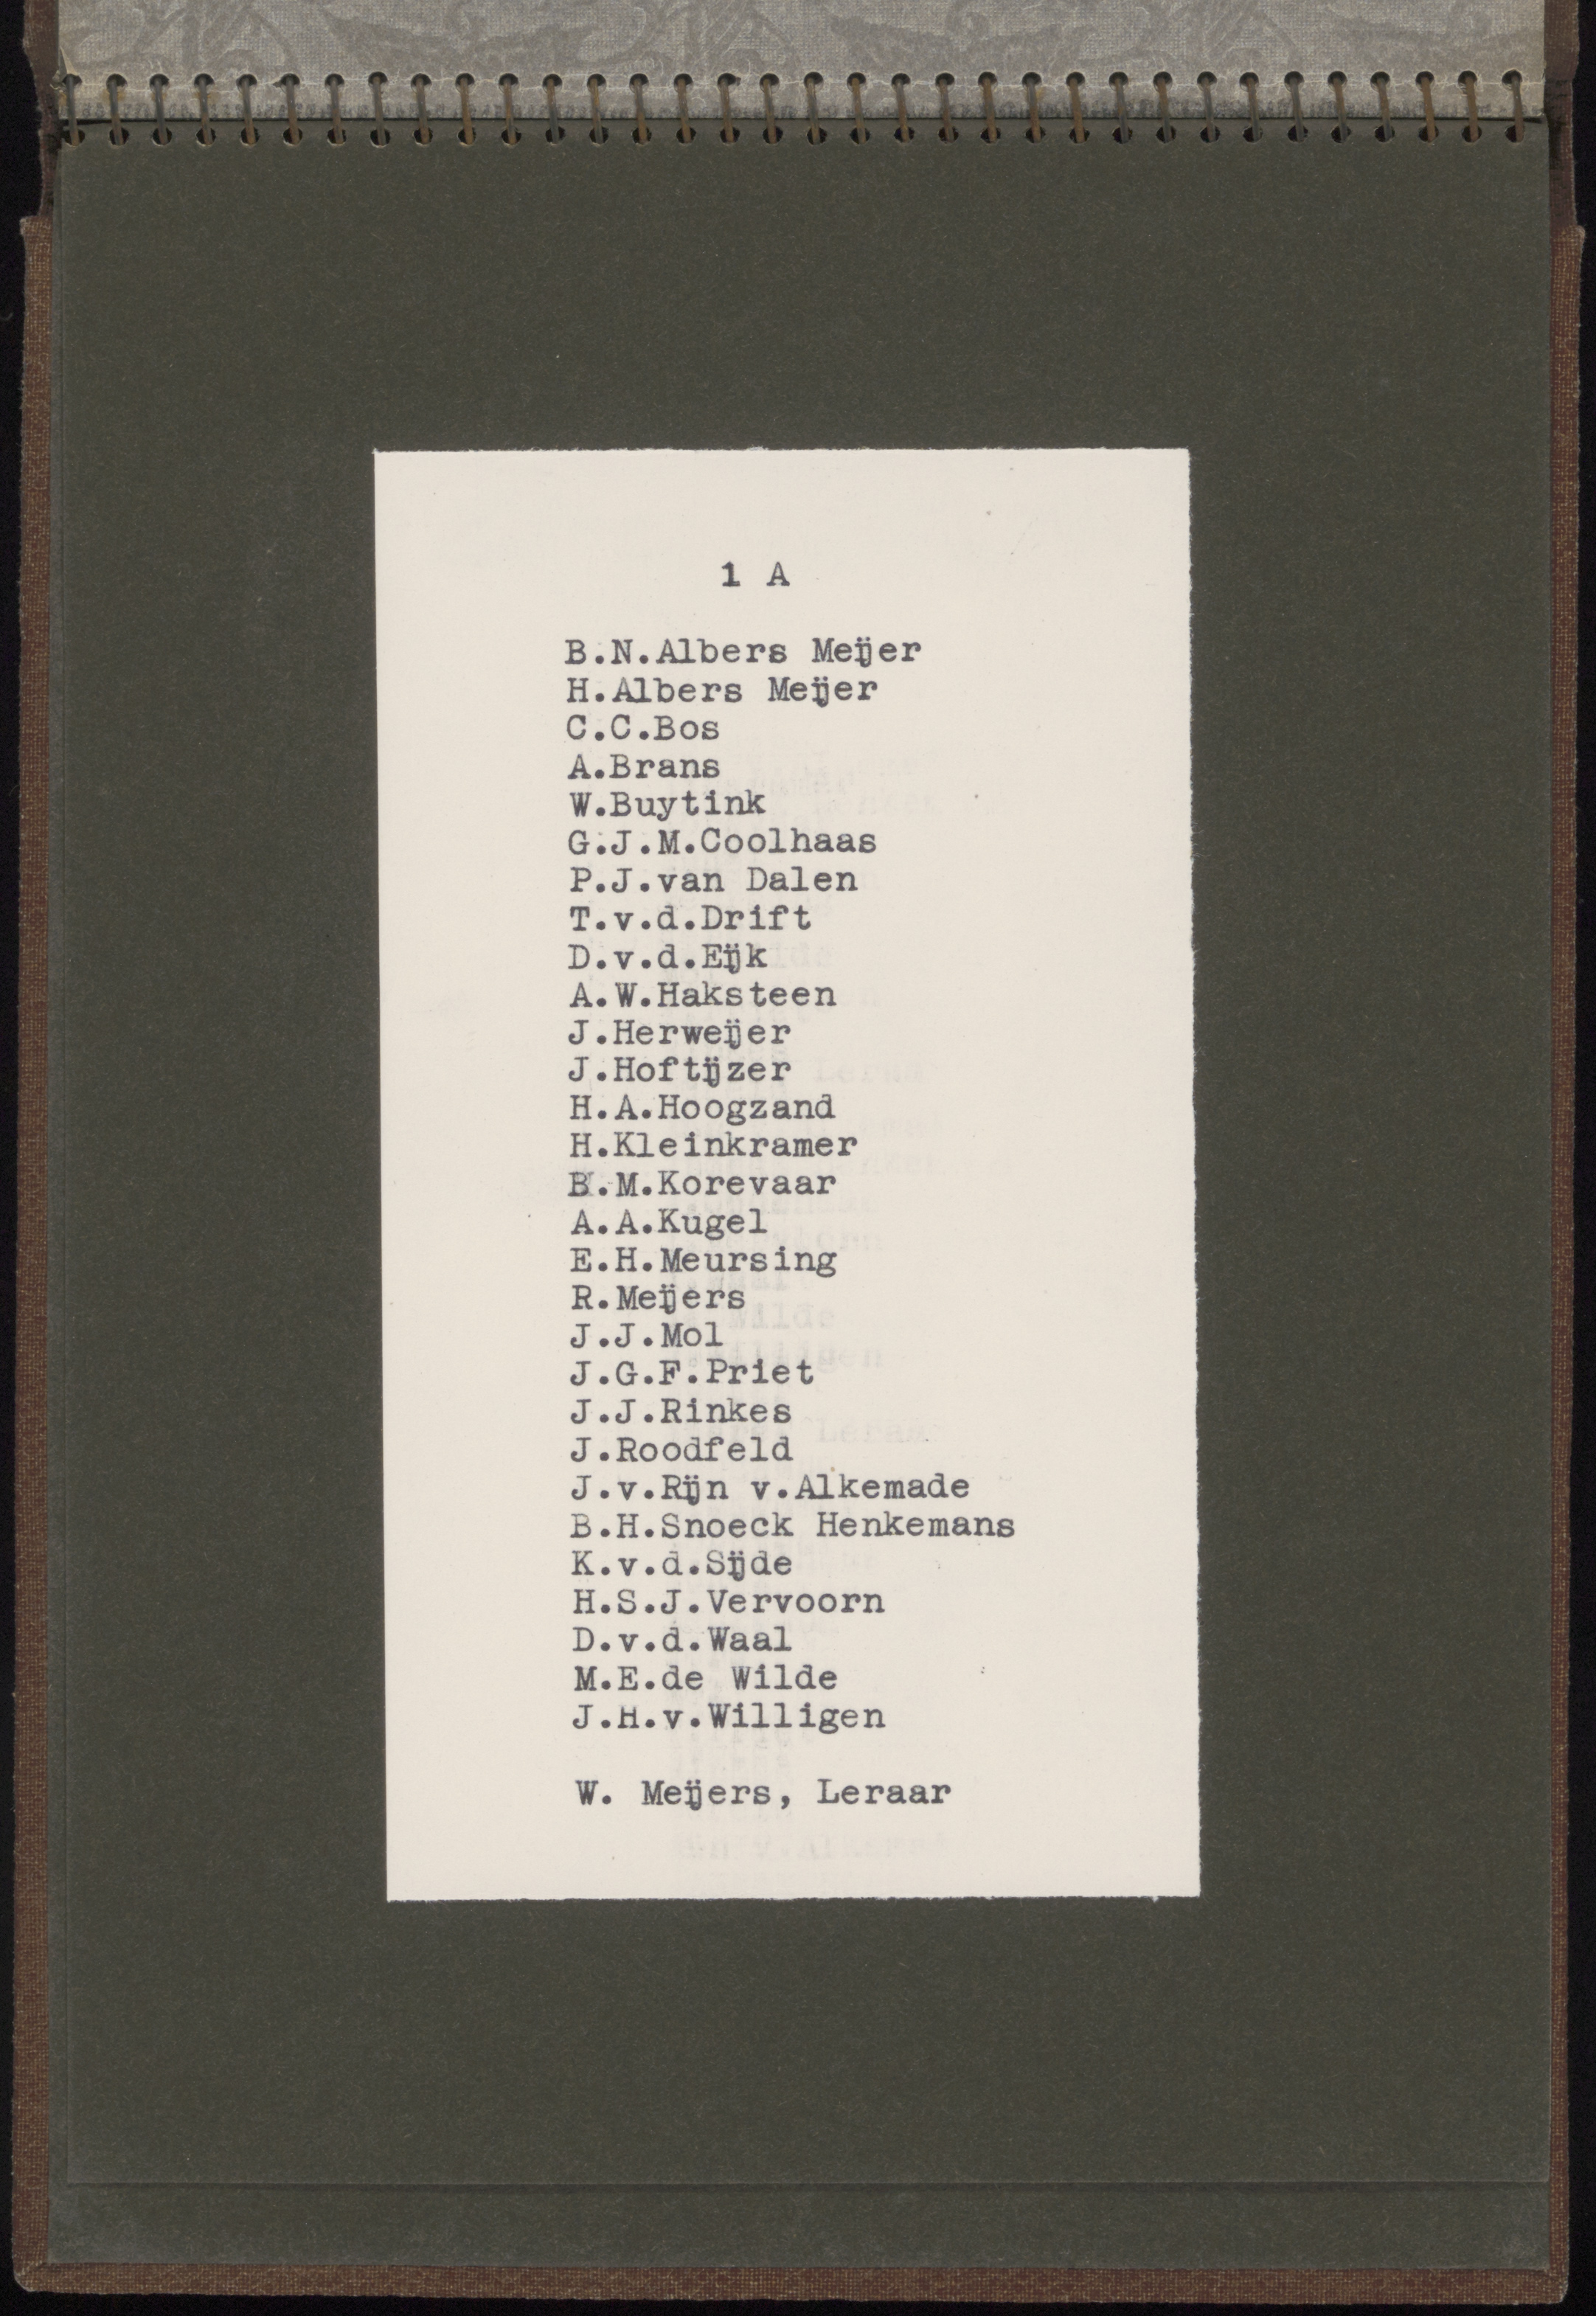 1 A
B.N.Albers Meijer
H.Albers Meijer
C.C.Bos
A.Brans
W.Buytink
G.J.M.Coolhaas
P.J.van Dalen
T.v.d.Drift
D.v.d.Eijk
A.W.Haksteen
J.Herweijer
J.Hoftijzer
H.A.Hoogzand
H.Kleinkramer
B.M.Korevaar
A.A.Kugel
E.H.Meursing
R.Meijers
J.J.Mol
J.G.F.Priet
J.J.Rinkes
J.Roodfeld
J.v.Rijn v.Alkemade
B.H.Snoeck Henkemans
K.v.d.Sijde
H.S.J.Vervoorn
D.v.d.Waal
M.E.de Wilde
J.H.v.Willigen
W. Meijers, Leraar